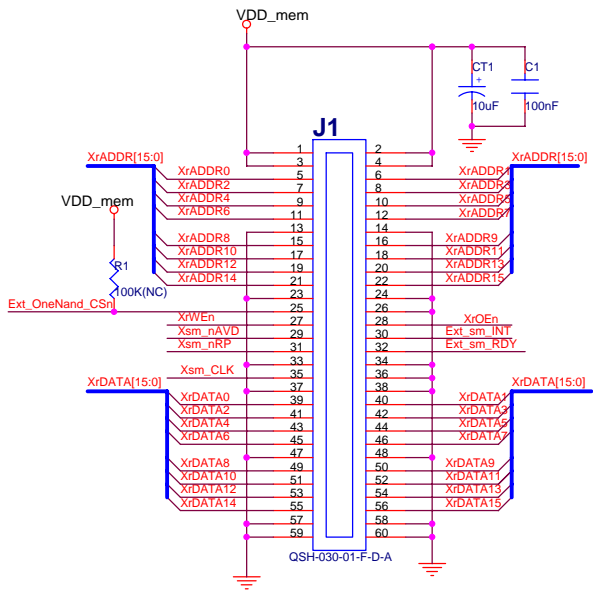 VDD_mem
CT1
C1
10uF
100nF
J1
XrADDR[15:0]
XrADDR[15:0]
1
2
3
4
XrADDR0
5
6
XrADDR1
XrADDR2
7
8
XrADDR3
XrADDR4
9
10
XrADDR5
XrADDR6
11
12
XrADDR7
VDD_mem
13
14
XrADDR8
15
16
XrADDR9
XrADDR10
17
18
XrADDR11
XrADDR12
19
20
XrADDR13
XrADDR14
21
22
XrADDR15
R1
100K(NC)
23
24
Ext_OneNand_CSn
25
26
XrWEn
27
28
XrOEn
Xsm_nAVD
29
30
Ext_sm_INT
Xsm_nRP
31
32
Ext_sm_RDY
33
34
Xsm_CLK
35
36
37
38
XrDATA[15:0]
XrDATA[15:0]
XrDATA0
39
40
XrDATA1
XrDATA2
41
42
XrDATA3
XrDATA4
43
44
XrDATA5
XrDATA6
45
46
XrDATA7
47
48
XrDATA8
49
50
XrDATA9
XrDATA10
51
52
XrDATA11
XrDATA12
53
54
XrDATA13
XrDATA14
55
56
XrDATA15
57
58
59
60
QSH-030-01-F-D-A